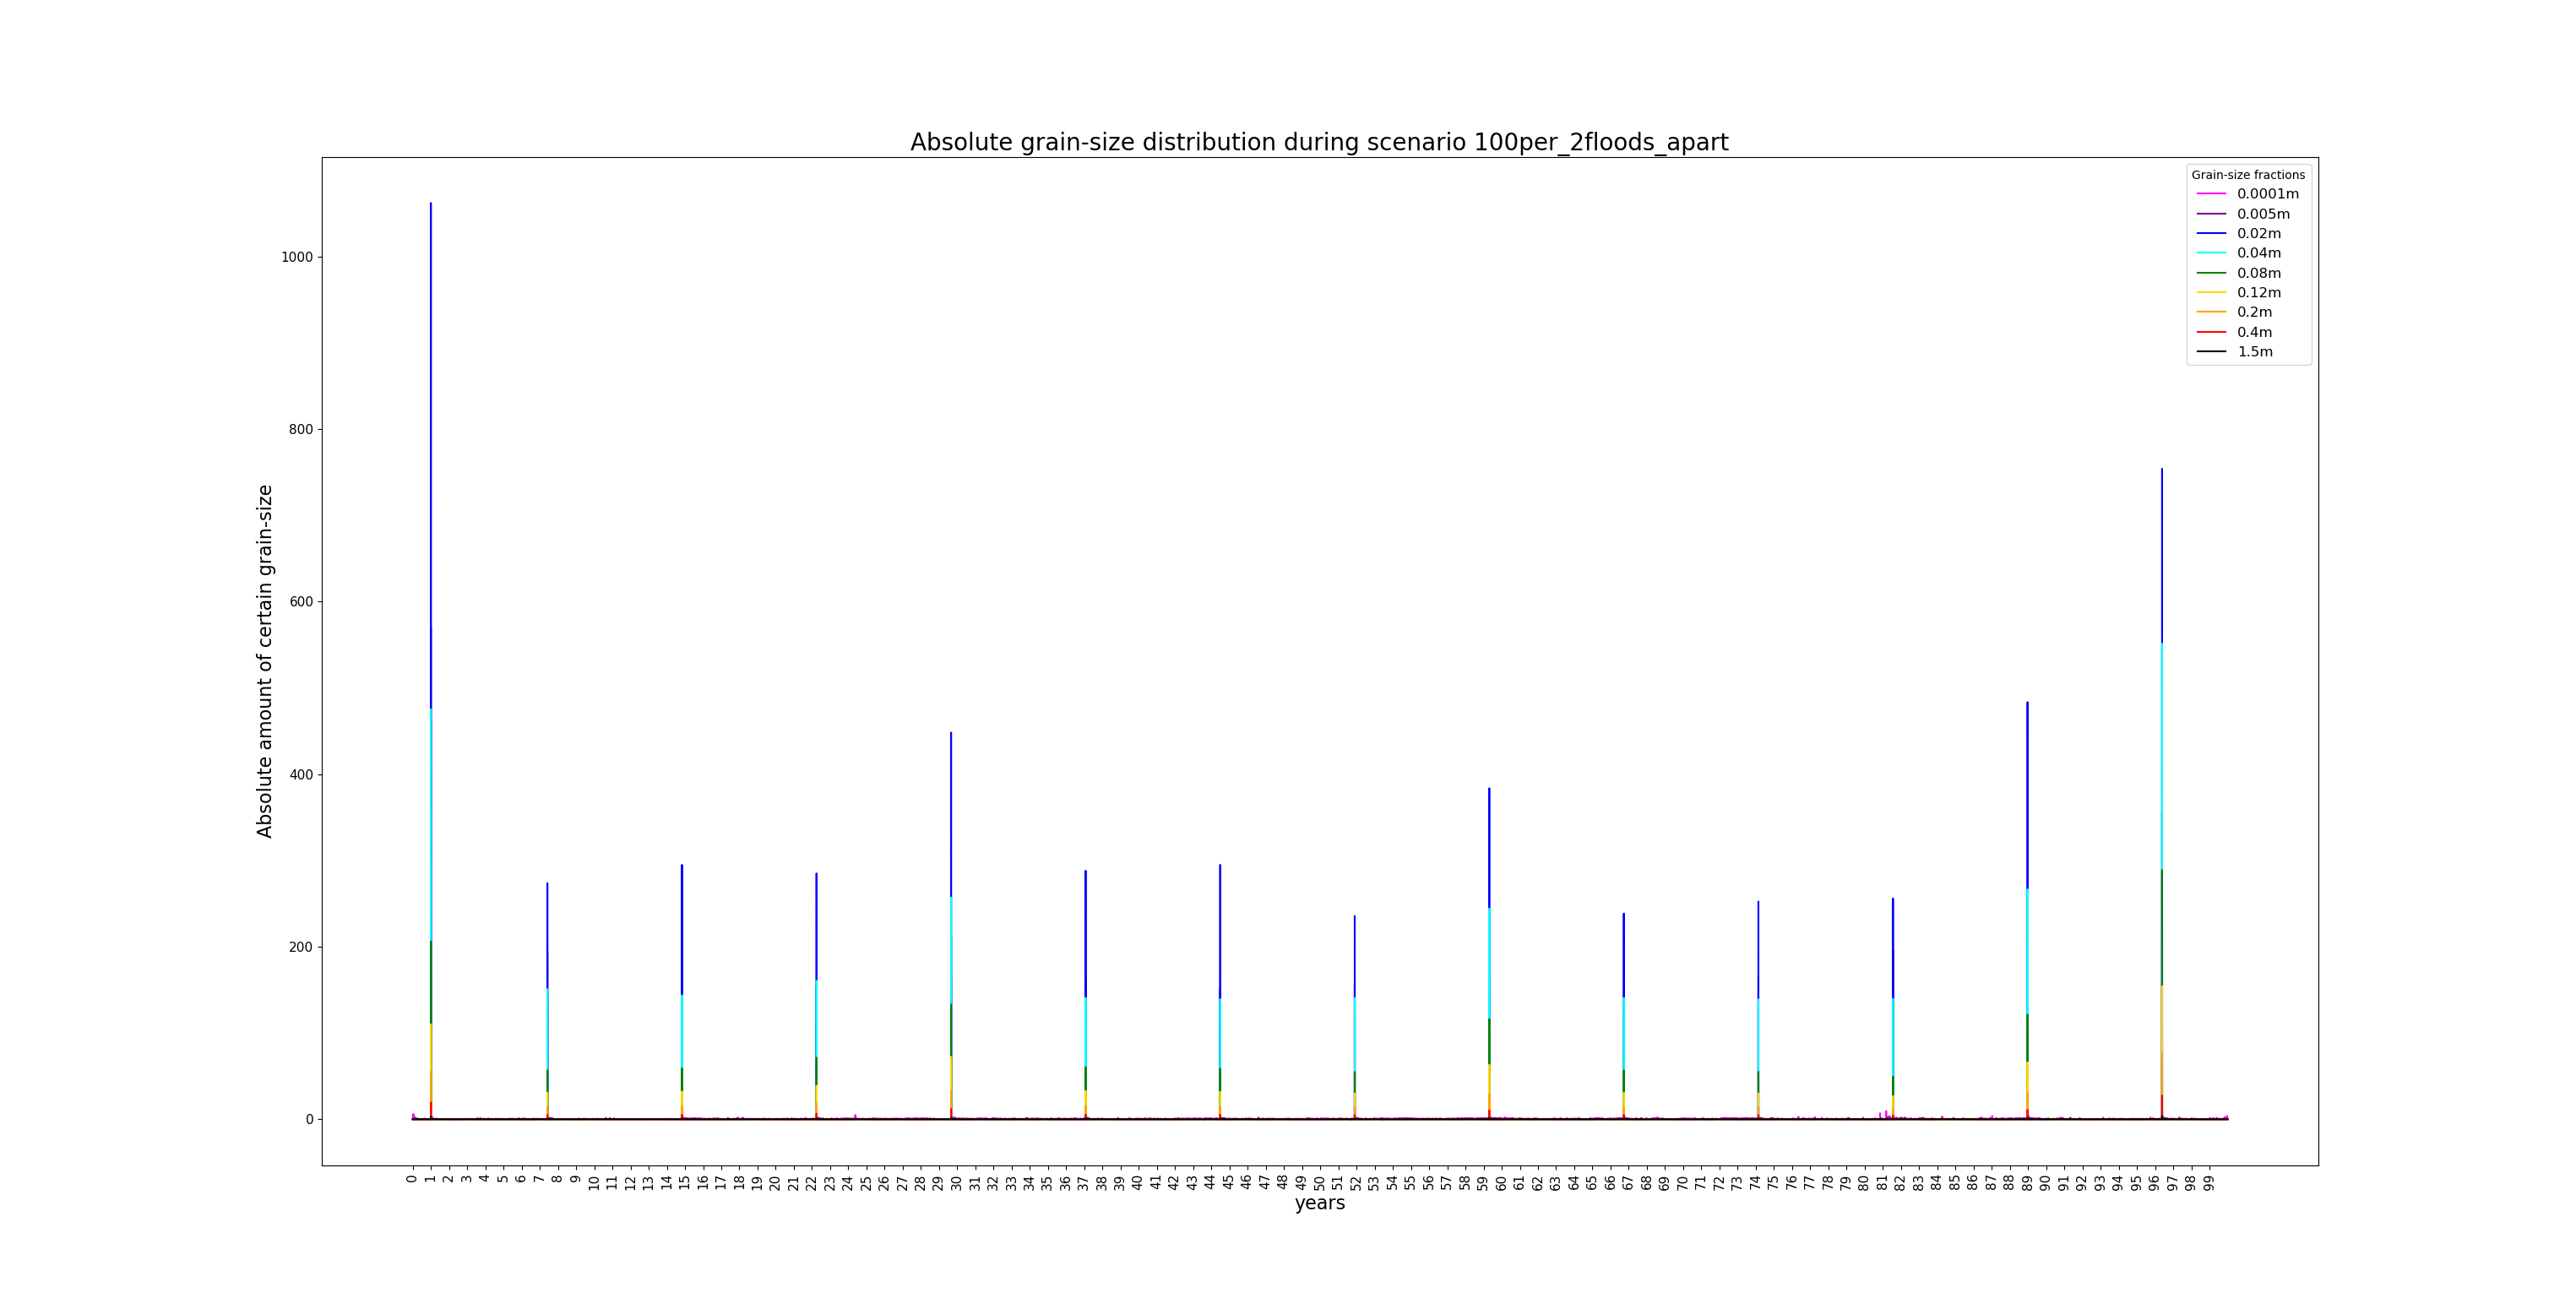 Absolute grain-size distribution during scenario 100per_2floods_apart
Grain-size fractions
0.0001m
0.005m
0.02m
0.04m
0.08m
0.12m
0.2m
0.4m
1.5m
Absolute amount of certain grain-size
1000
800
600
400
200
0
0 1 2 3 4 5 6 7 8 9 10 11 12 13 14 15 16 17 18 19 20 21 22 23 24 25 26 27 28 29 30 31 32 33 34 35 36 37 38 39 40 41 42 43 44 45 46 47 48 49 50 51 52 53 54 55 56 57 58 59 60 61 62 63 64 65 66 67 68 69 70 71 72 73 74 75 76 77 78 79 80 81 82 83 84 85 86 87 88 89 90 91 92 93 94 95 96 97 98 99
years